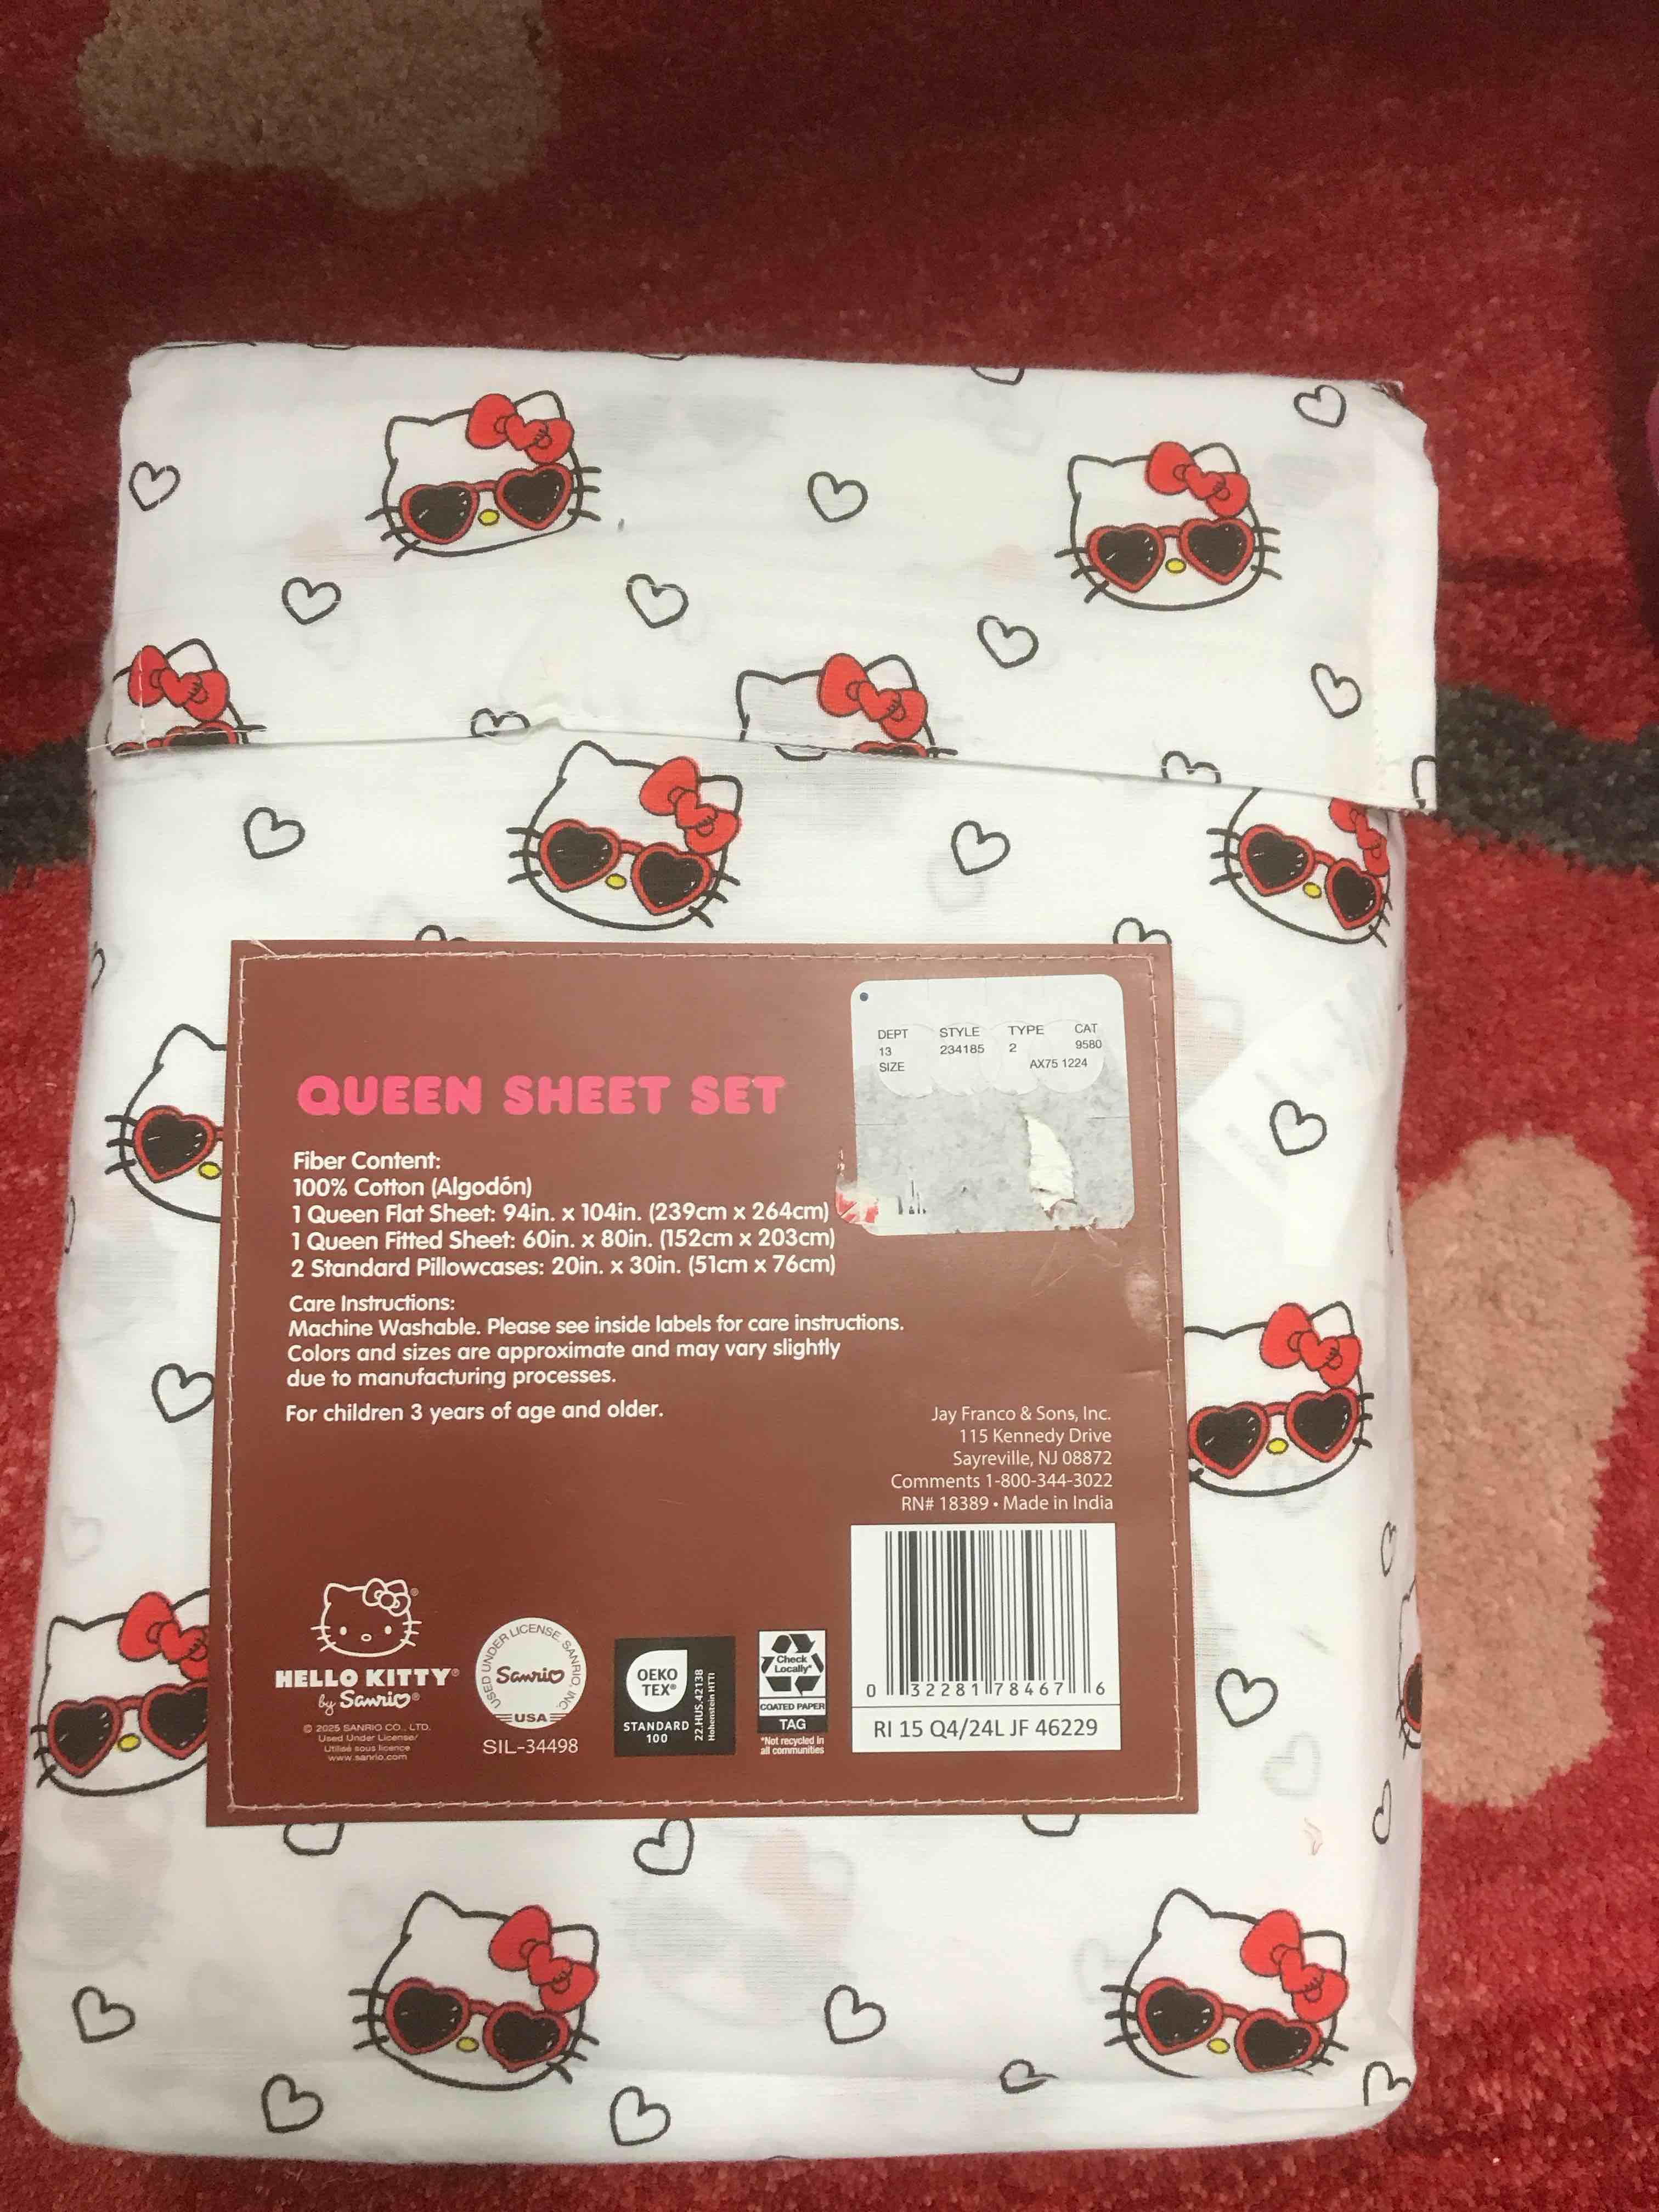 DEPT STYLE TYPE CAT
13 234185 2 9580
SIZE AX75 1224
QUEEN SHEET SET
Fiber Content:
100% Cotton (Algodón)
1 Queen Flat Sheet: 94in. x 104in. (239cm x 264cm)
1 Queen Fitted Sheet: 60in. x 80in. (152cm x 203cm)
2 Standard Pillowcases: 20in. x 30in. (51cm x 76cm)
Care Instructions:
Machine Washable. Please see inside labels for care instructions.
Colors and sizes are approximate and may vary slightly
due to manufacturing processes.
For children 3 years of age and older.
Jay Franco & Sons, Inc.
115 Kennedy Drive
Sayreville, NJ 08872
Comments 1-800-344-3022
RN# 18389 • Made in India
HELLO KITTY®
by Sanrio®
© 2025 SANRIO CO., LTD.
Used Under License/
Utilisé sous licence
www.sanrio.com
USED UNDER LICENSE, SANRIO, INC.
Sanrio
USA
SIL-34498
OEKO
TEX®
STANDARD
100
22.HUS.42138
Hohenstein HTTI
Check
Locally*
COATED PAPER
TAG
*Not recycled in
all communities
0 32281 78467 6
RI 15 Q4/24L JF 46229